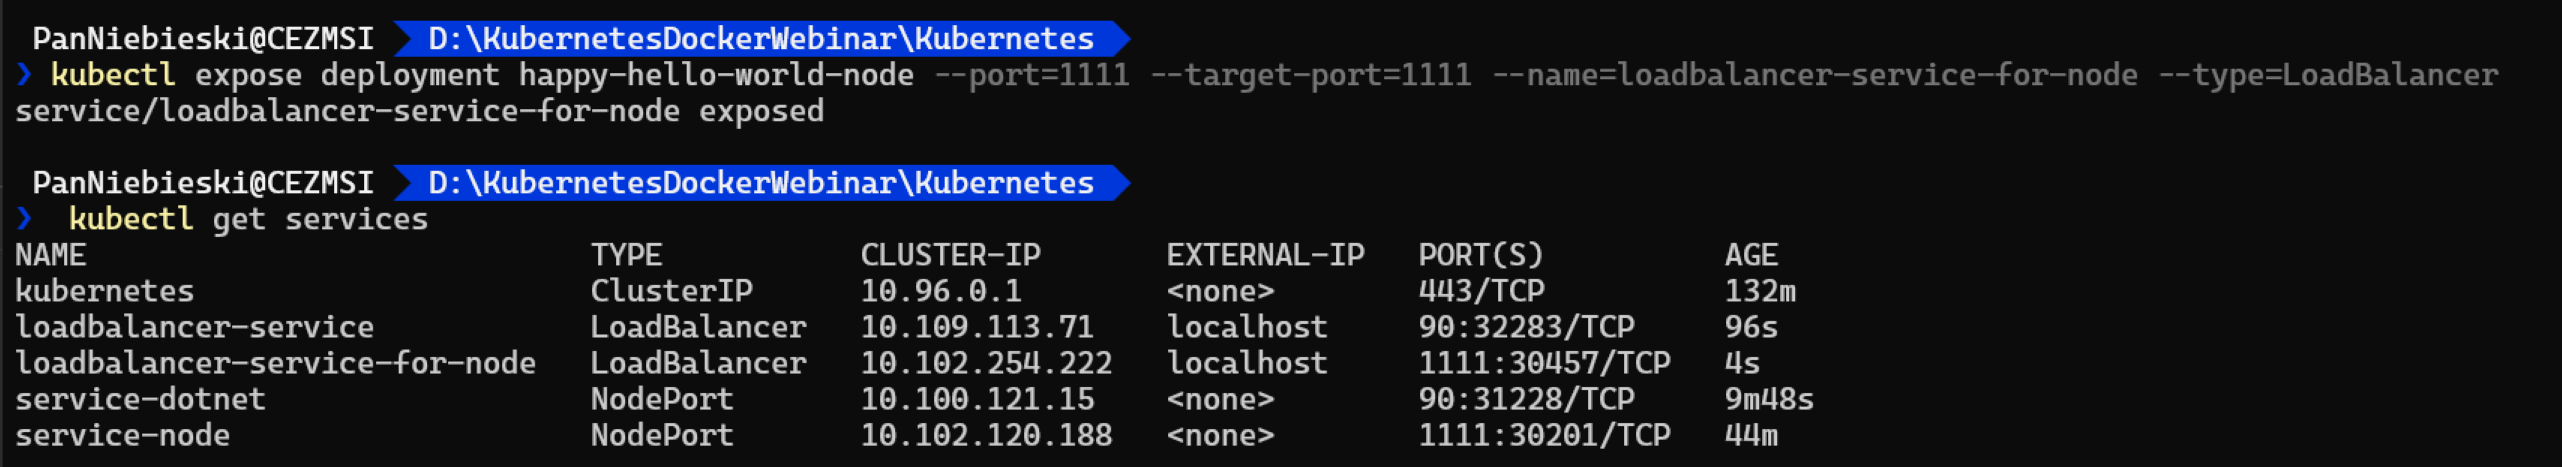 PanNiebieski@CEZMSI D:\KubernetesDockerWebinar\Kubernetes
❯ kubectl expose deployment happy-hello-world-node --port=1111 --target-port=1111 --name=loadbalancer-service-for-node --type=LoadBalancer
service/loadbalancer-service-for-node exposed
PanNiebieski@CEZMSI D:\KubernetesDockerWebinar\Kubernetes
❯ kubectl get services
NAME TYPE CLUSTER-IP EXTERNAL-IP PORT(S) AGE
kubernetes ClusterIP 10.96.0.1 <none> 443/TCP 132m
loadbalancer-service LoadBalancer 10.109.113.71 localhost 90:32283/TCP 96s
loadbalancer-service-for-node LoadBalancer 10.102.254.222 localhost 1111:30457/TCP 4s
service-dotnet NodePort 10.100.121.15 <none> 90:31228/TCP 9m48s
service-node NodePort 10.102.120.188 <none> 1111:30201/TCP 44m